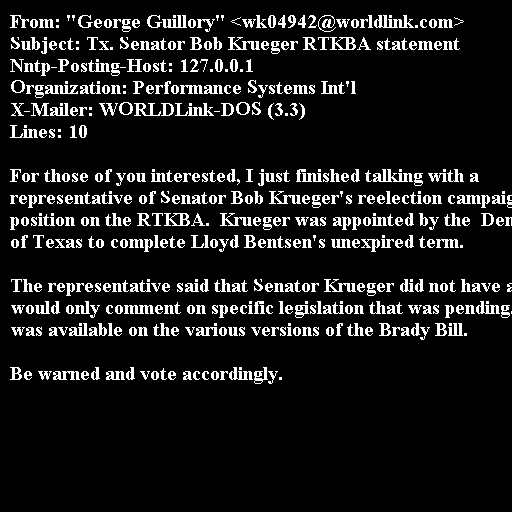 From: "George Guillory" <wk04942@worldlink.com>
Subject: Tx. Senator Bob Krueger RTKBA statement
Nntp-Posting-Host: 127.0.0.1
Organization: Performance Systems Int'l
X-Mailer: WORLDLink-DOS (3.3)
Lines: 10

For those of you interested, I just finished talking with a
representative of Senator Bob Krueger's reelection campaig
position on the RTKBA.  Krueger was appointed by the  Dem
of Texas to complete Lloyd Bentsen's unexpired term.

The representative said that Senator Krueger did not have a
would only comment on specific legislation that was pending.
was available on the various versions of the Brady Bill.

Be warned and vote accordingly.